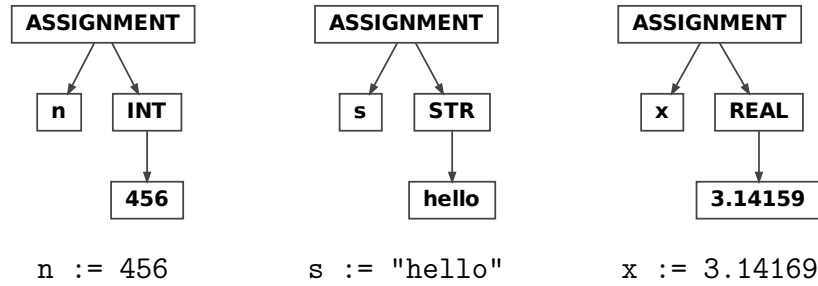 ASSIGNMENT ASSIGNMENT ASSIGNMENT
n INT s STR x REAL
456 hello 3.14159
n := 456 s := "hello" x := 3.14169